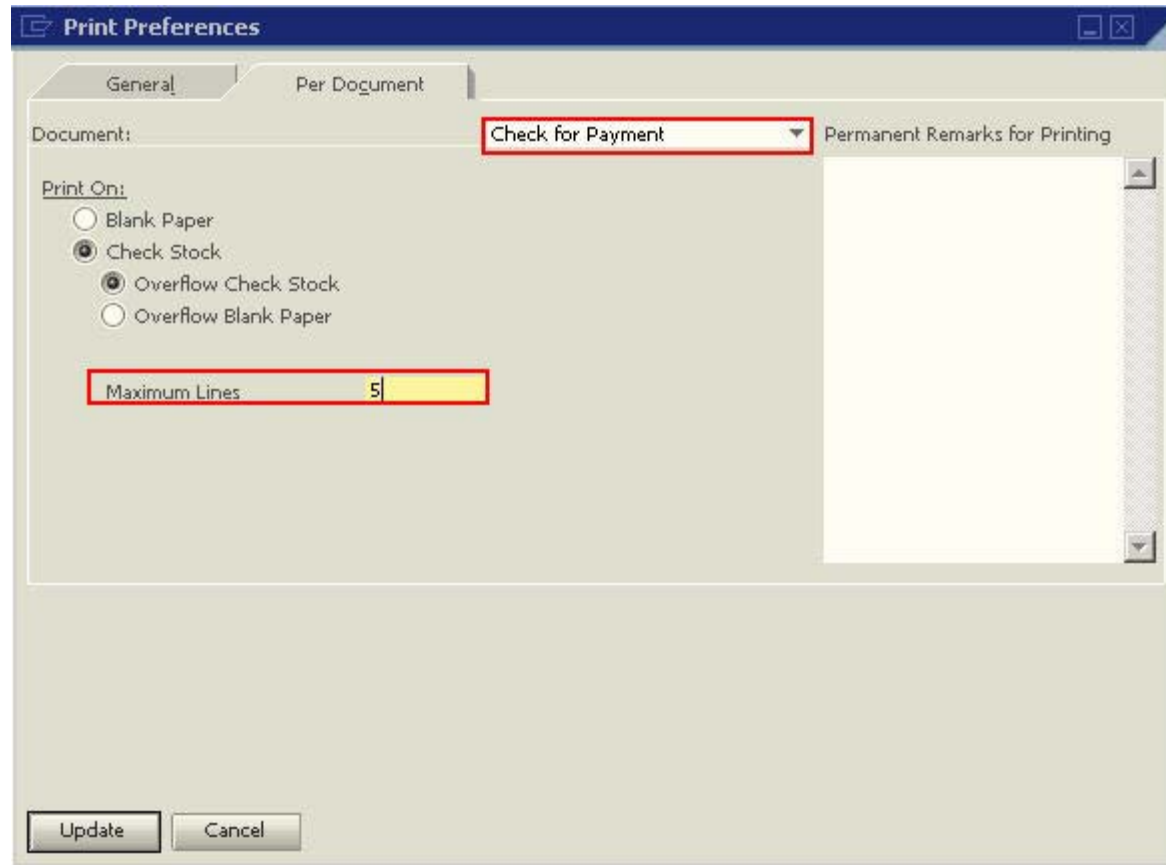 Print Preferences
General
Per Document
Document:
Check for Payment
Permanent Remarks for Printing
Print On:
Blank Paper
Check Stock
Overflow Check Stock
Overflow Blank Paper
Maximum Lines 5
Update
Cancel